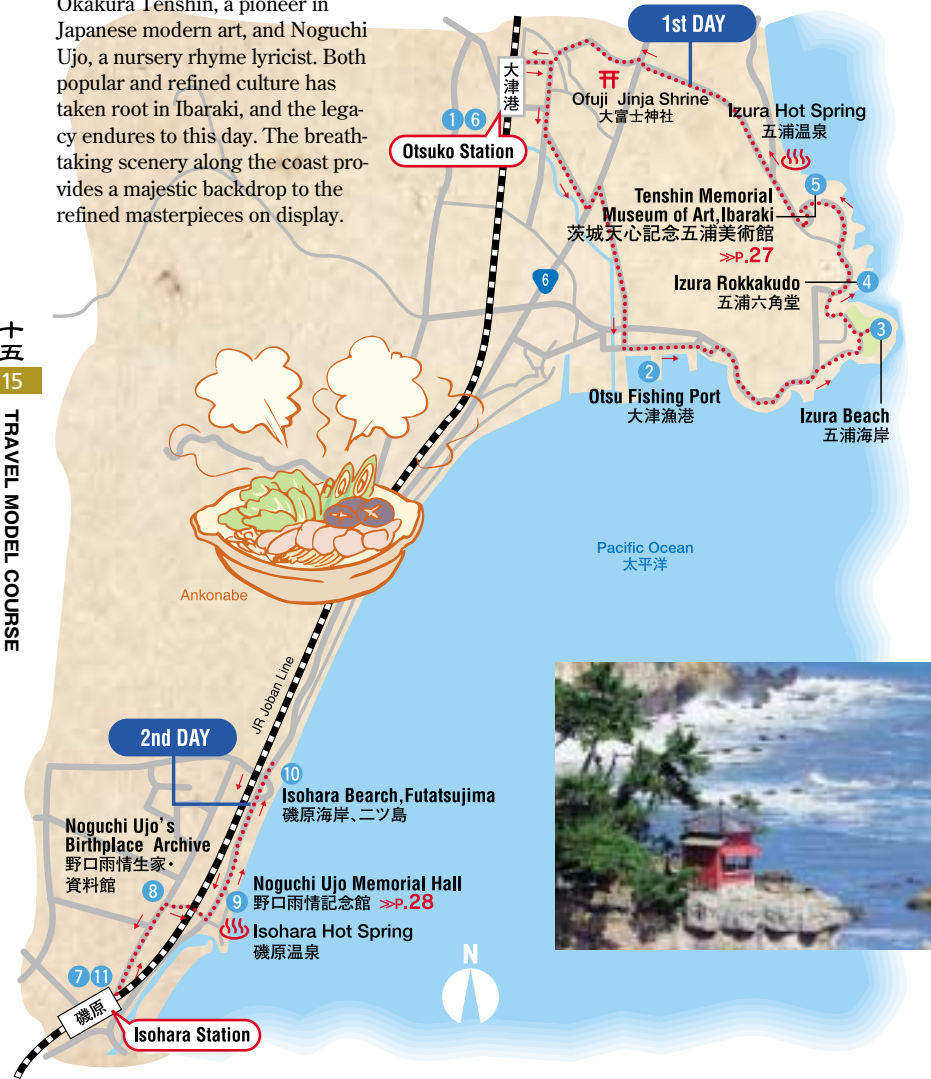 Okakura Tenshin, a pioneer in
Japanese modern art, and Noguchi
Ujo, a nursery rhyme lyricist. Both
popular and refined culture has
taken root in Ibaraki, and the lega-
cy endures to this day. The breath-
taking scenery along the coast pro-
vides a majestic backdrop to the
refined masterpieces on display.
1st DAY
大津港
1 6
Otsuko Station
Ofuji Jinja Shrine
大富士神社
Izura Hot Spring
五浦温泉
5
Tenshin Memorial
Museum of Art,Ibaraki
茨城天心記念五浦美術館
≫P.27
6
Izura Rokkakudo
五浦六角堂
4
3
2
Otsu Fishing Port
大津漁港
Izura Beach
五浦海岸
十五
15
TRAVEL MODEL COURSE
Pacific Ocean
太平洋
Ankonabe
JR Joban Line
2nd DAY
10
Isohara Bearch,Futatsujima
磯原海岸、二ツ島
Noguchi Ujo's
Birthplace Archive
野口雨情生家・
資料館
8
9
Noguchi Ujo Memorial Hall
野口雨情記念館 ≫P.28
Isohara Hot Spring
磯原温泉
N
7 11
磯原
Isohara Station